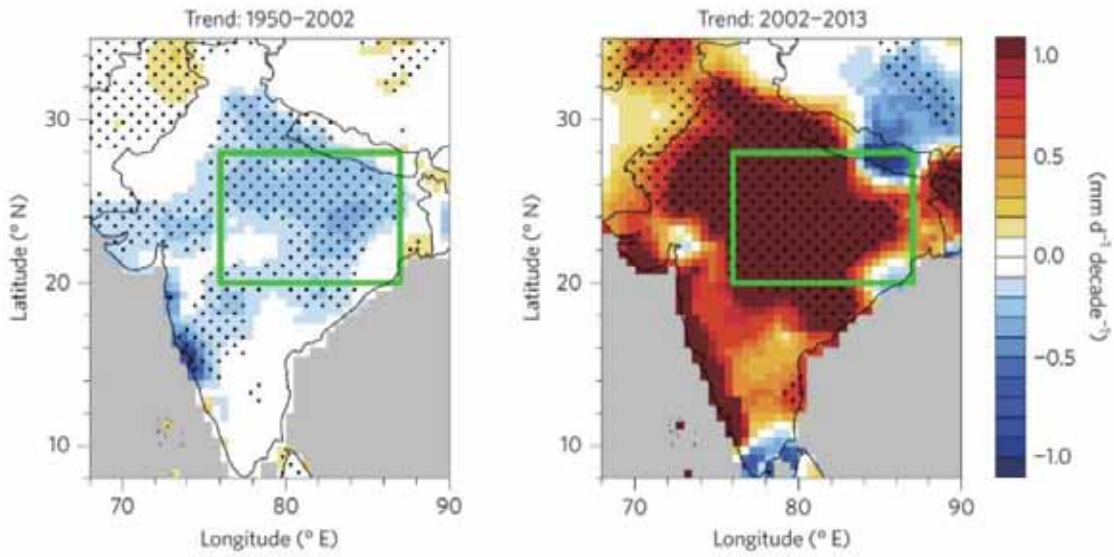 Trend: 1950–2002
Trend: 2002–2013
30
20
10
Latitude (° N)
70
80
90
Longitude (° E)
30
20
10
Latitude (° N)
70
80
90
Longitude (° E)
1.0
0.5
0.0
−0.5
−1.0
(mm d⁻¹ decade⁻¹)